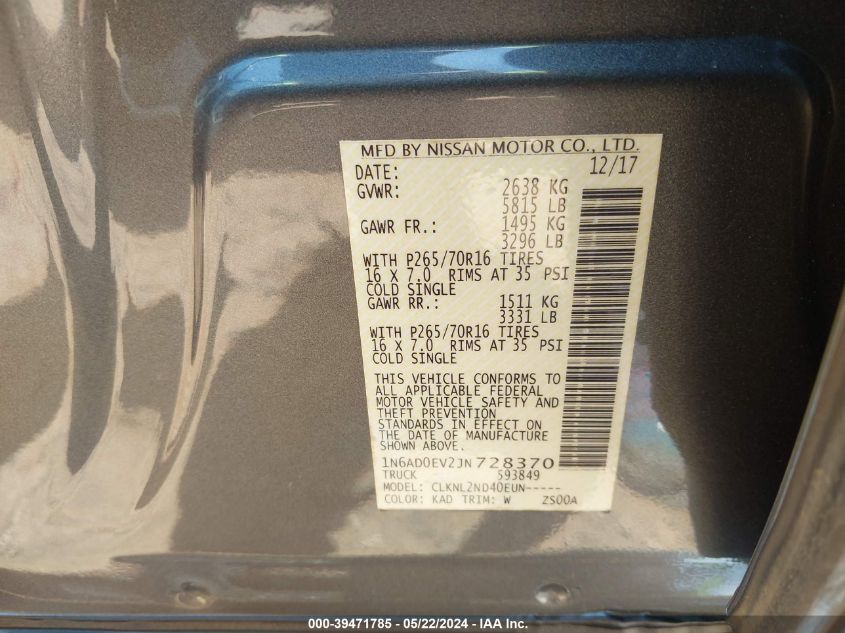 MFD BY NISSAN MOTOR CO., LTD.
DATE: 12/17
GVWR: 2638 KG
5815 LB
GAWR FR.: 1495 KG
3296 LB
WITH P265/70R16 TIRES
16 X 7.0 RIMS AT 35 PSI
COLD SINGLE
GAWR RR.: 1511 KG
3331 LB
WITH P265/70R16 TIRES
16 X 7.0 RIMS AT 35 PSI
COLD SINGLE
THIS VEHICLE CONFORMS TO
ALL APPLICABLE FEDERAL
MOTOR VEHICLE SAFETY AND
THEFT PREVENTION
STANDARDS IN EFFECT ON
THE DATE OF MANUFACTURE
SHOWN ABOVE.
1N6AD0EV2JN728370
TRUCK 593849
MODEL: CLKNL2ND40EUN-----
COLOR: KAD TRIM: W ZS00A
000-39471785 - 05/22/2024 - IAA Inc.